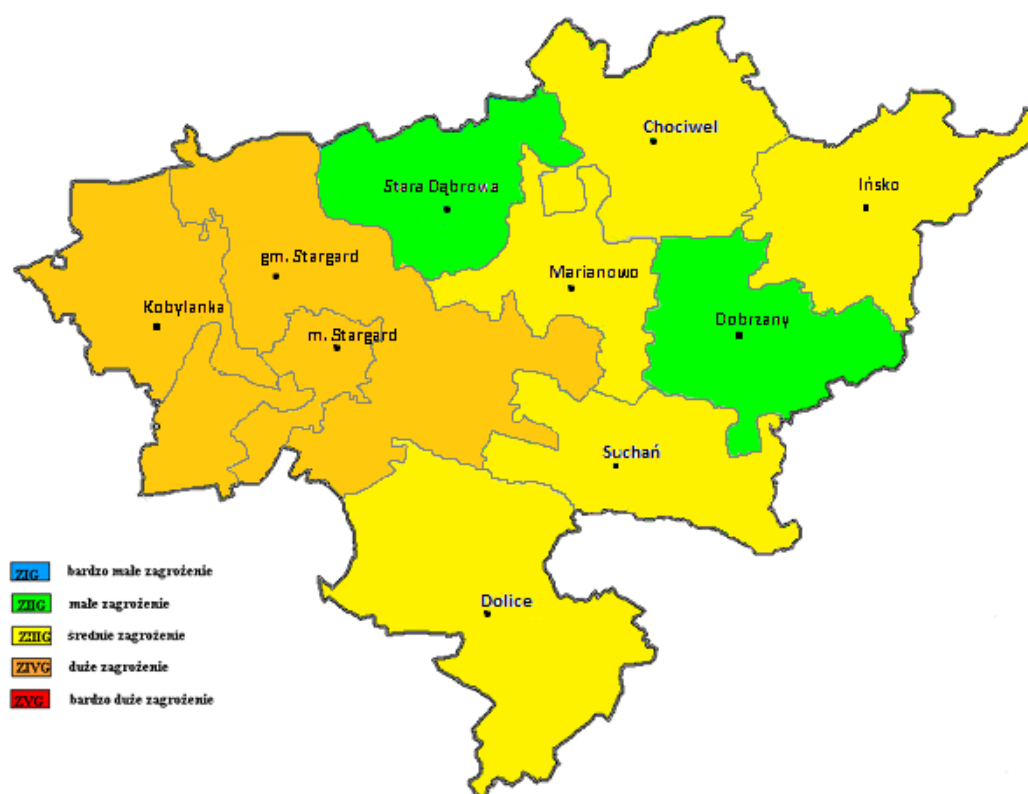 Chociwel
Stara Dąbrowa
Ińsko
gm. Stargard
Marianowo
Kobylanka
Dobrzany
m. Stargard
Suchań
Dolice
ZIG bardzo małe zagrożenie
ZIIG małe zagrożenie
ZIIIG średnie zagrożenie
ZIVG duże zagrożenie
ZVG bardzo duże zagrożenie